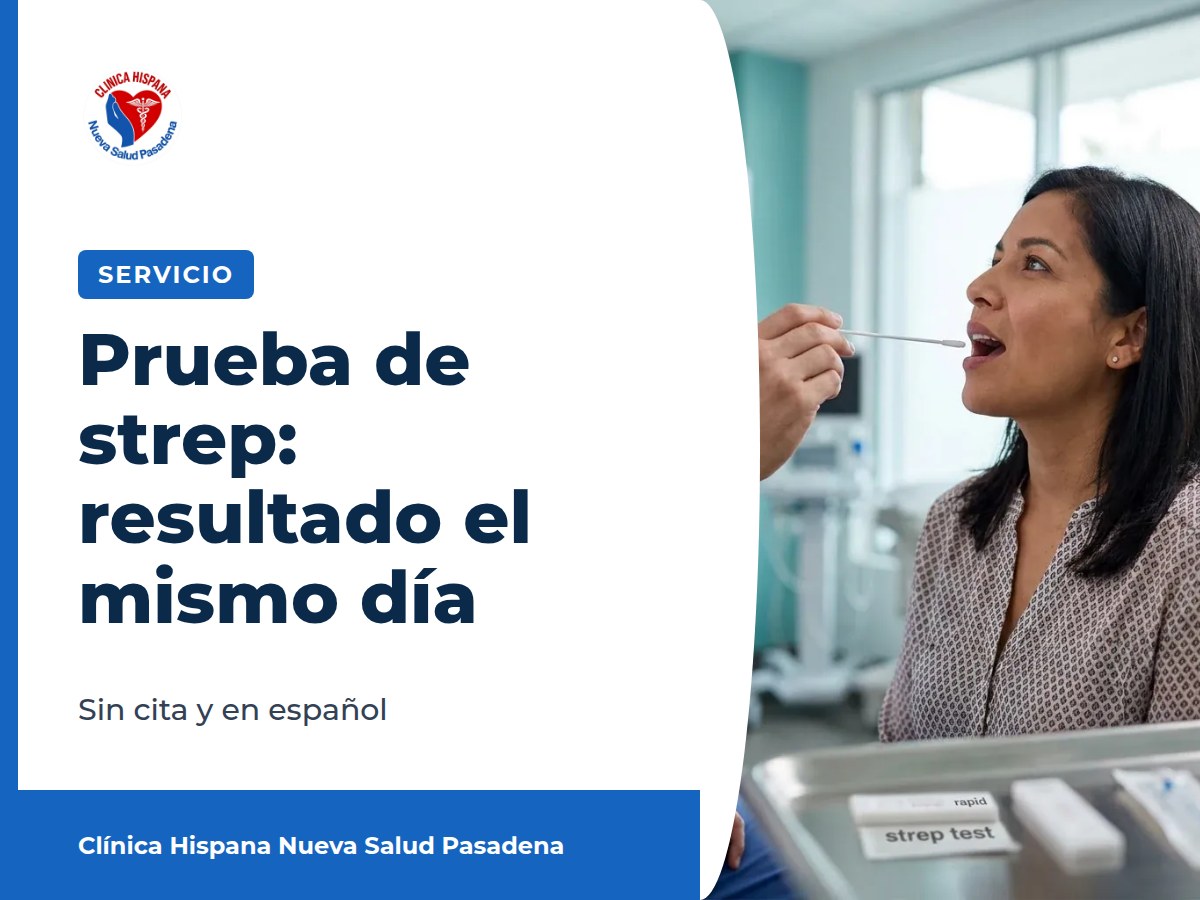 CLINICA HISPANA
Nueva Salud Pasadena
SERVICIO
Prueba de
strep:
resultado el
mismo día
Sin cita y en español
Clínica Hispana Nueva Salud Pasadena
rapid
strep test